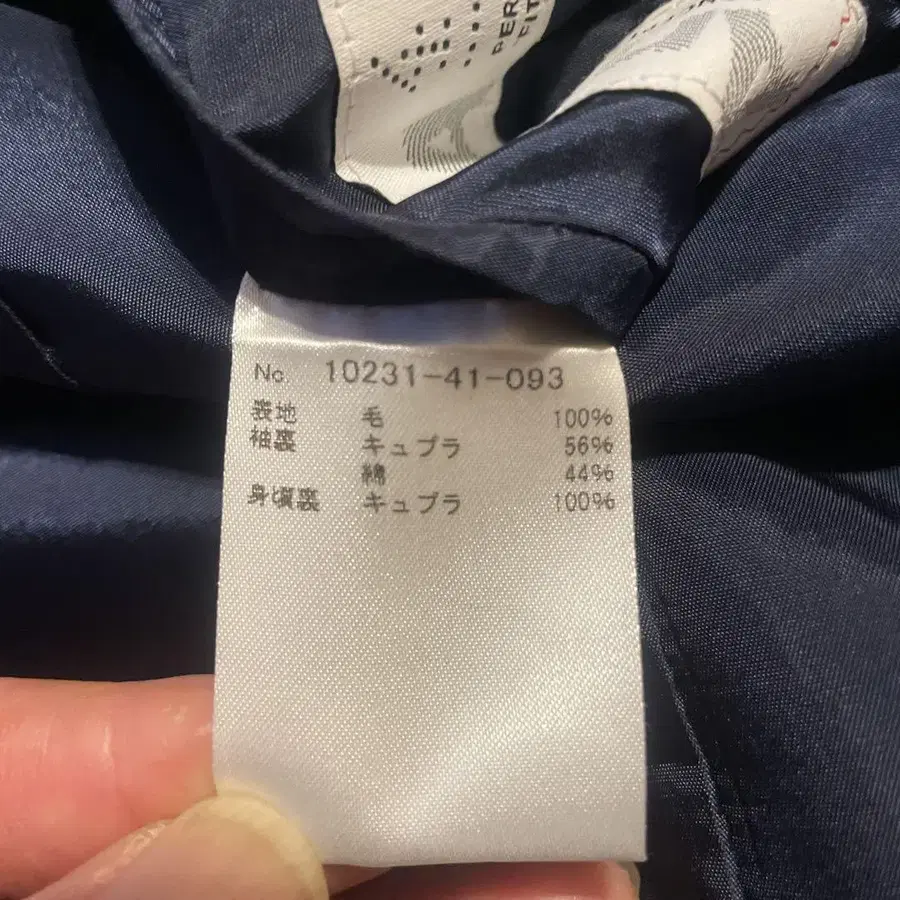 FIT
No 10231-41-093
表地 毛 100%
袖裏 キュプラ 56%
綿 44%
身頃裏 キュプラ 100%